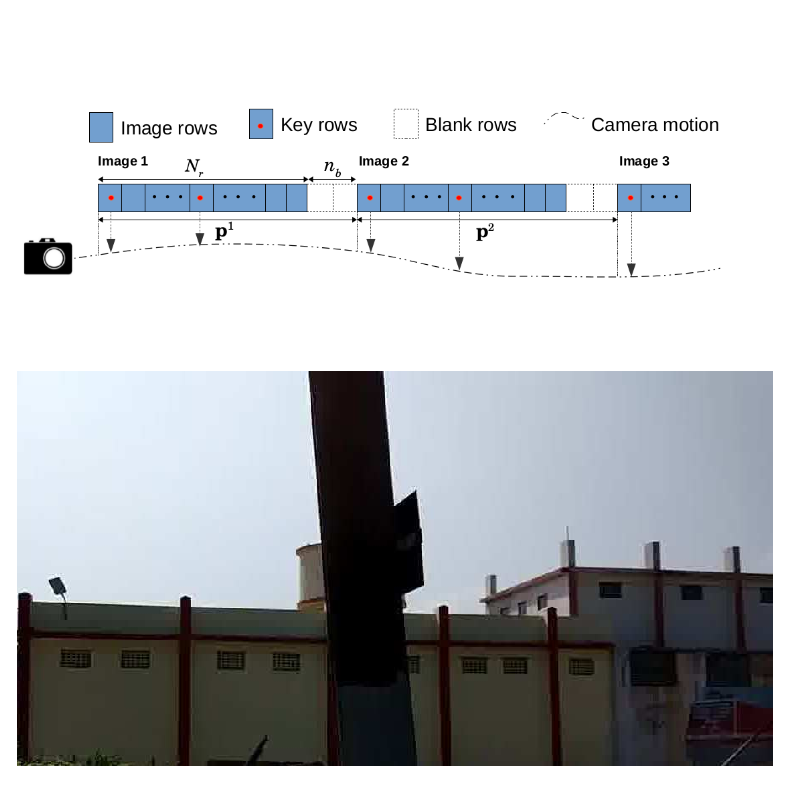 Image rows
Key rows
Blank rows
Camera motion
Image 1
N_r
n_b
Image 2
Image 3
p^1
p^2